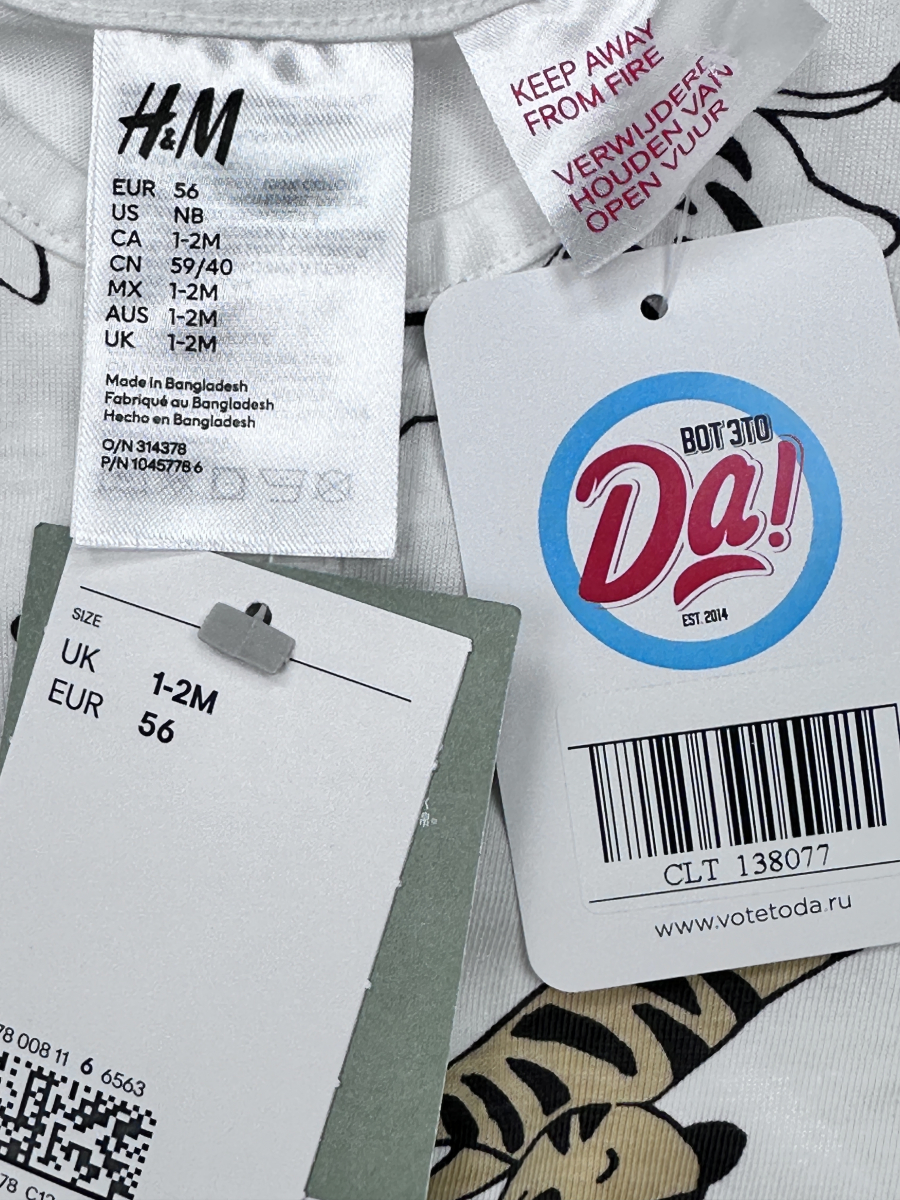 H&M
EUR 56
US NB
CA 1-2M
CN 59/40
MX 1-2M
AUS 1-2M
UK 1-2M
Made in Bangladesh
Fabriqué au Bangladesh
Hecho en Bangladesh
O/N 314378
P/N 1045778 6
KEEP AWAY
FROM FIRE
VERWIJDERD
HOUDEN VAN
OPEN VUUR
ВОТ ЭТО
Da!
EST. 2014
CLT 138077
www.votetoda.ru
SIZE
UK 1-2M
EUR 56
78 008 11 6 6563